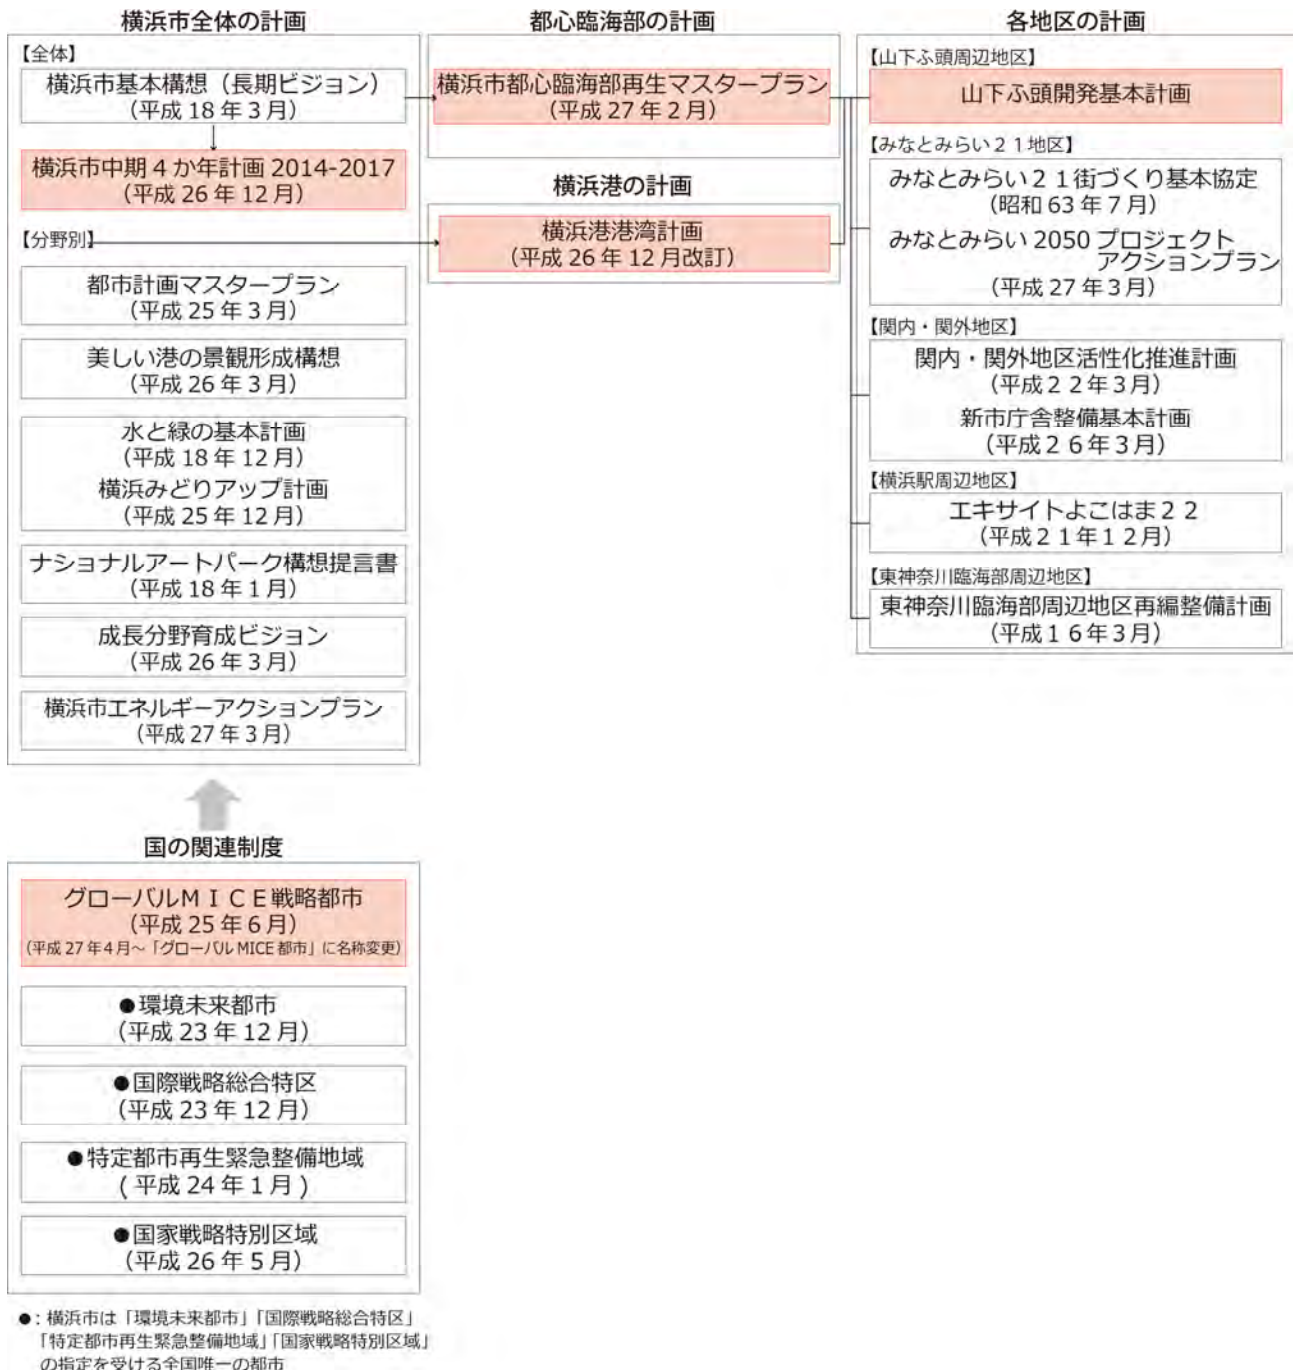 横浜市全体の計画
【全体】
横浜市基本構想（長期ビジョン）
（平成 18 年 3 月）
横浜市中期 4 か年計画 2014-2017
（平成 26 年 12 月）
【分野別】
都市計画マスタープラン
（平成 25 年 3 月）
美しい港の景観形成構想
（平成 26 年 3 月）
水と緑の基本計画
（平成 18 年 12 月）
横浜みどりアップ計画
（平成 25 年 12 月）
ナショナルアートパーク構想提言書
（平成 18 年 1 月）
成長分野育成ビジョン
（平成 26 年 3 月）
横浜市エネルギーアクションプラン
（平成 27 年 3 月）
都心臨海部の計画
横浜市都心臨海部再生マスタープラン
（平成 27 年 2 月）
横浜港の計画
横浜港港湾計画
（平成 26 年 12 月改訂）
各地区の計画
【山下ふ頭周辺地区】
山下ふ頭開発基本計画
【みなとみらい２１地区】
みなとみらい２１街づくり基本協定
（昭和 63 年 7 月）
みなとみらい 2050 プロジェクト
アクションプラン
（平成 27 年 3 月）
【関内・関外地区】
関内・関外地区活性化推進計画
（平成２２年３月）
新市庁舎整備基本計画
（平成２６年３月）
【横浜駅周辺地区】
エキサイトよこはま２２
（平成２１年１２月）
【東神奈川臨海部周辺地区】
東神奈川臨海部周辺地区再編整備計画
（平成１６年３月）
国の関連制度
グローバルＭＩＣＥ戦略都市
（平成 25 年 6 月）
（平成 27 年４月～「グローバル MICE 都市」に名称変更）
●環境未来都市
（平成 23 年 12 月）
●国際戦略総合特区
（平成 23 年 12 月）
●特定都市再生緊急整備地域
( 平成 24 年 1 月 )
●国家戦略特別区域
（平成 26 年 5 月）
●：横浜市は「環境未来都市」「国際戦略総合特区」
「特定都市再生緊急整備地域」「国家戦略特別区域」
の指定を受ける全国唯一の都市